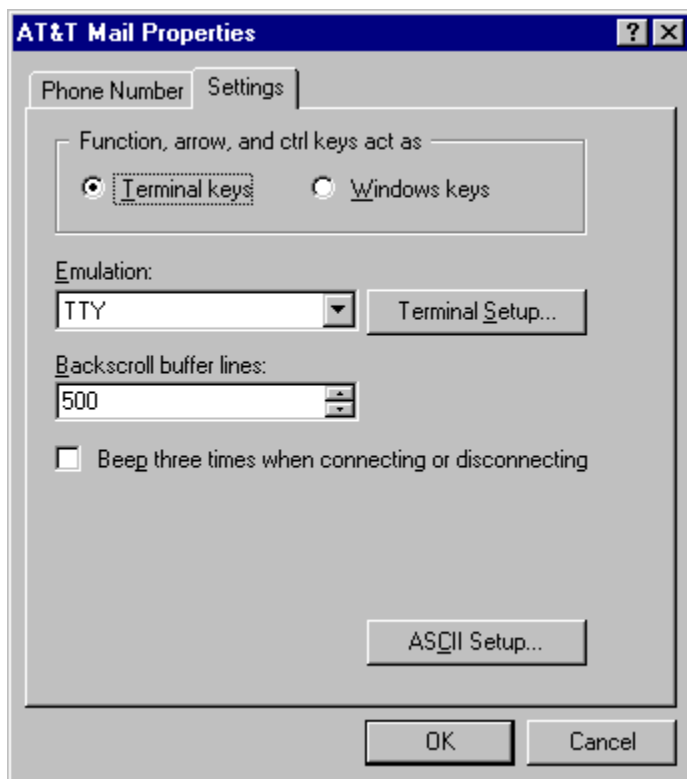 AT&T Mail Properties
Phone Number Settings
Function, arrow, and ctrl keys act as
Terminal keys Windows keys
Emulation:
TTY Terminal Setup...
Backscroll buffer lines:
500
Beep three times when connecting or disconnecting
ASCII Setup...
OK Cancel